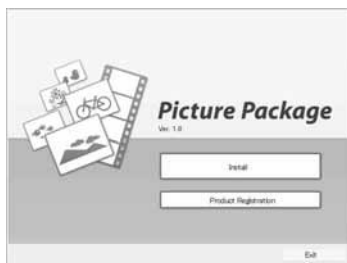 Picture Package
Ver. 1.0
Install
Product Registration
Exit